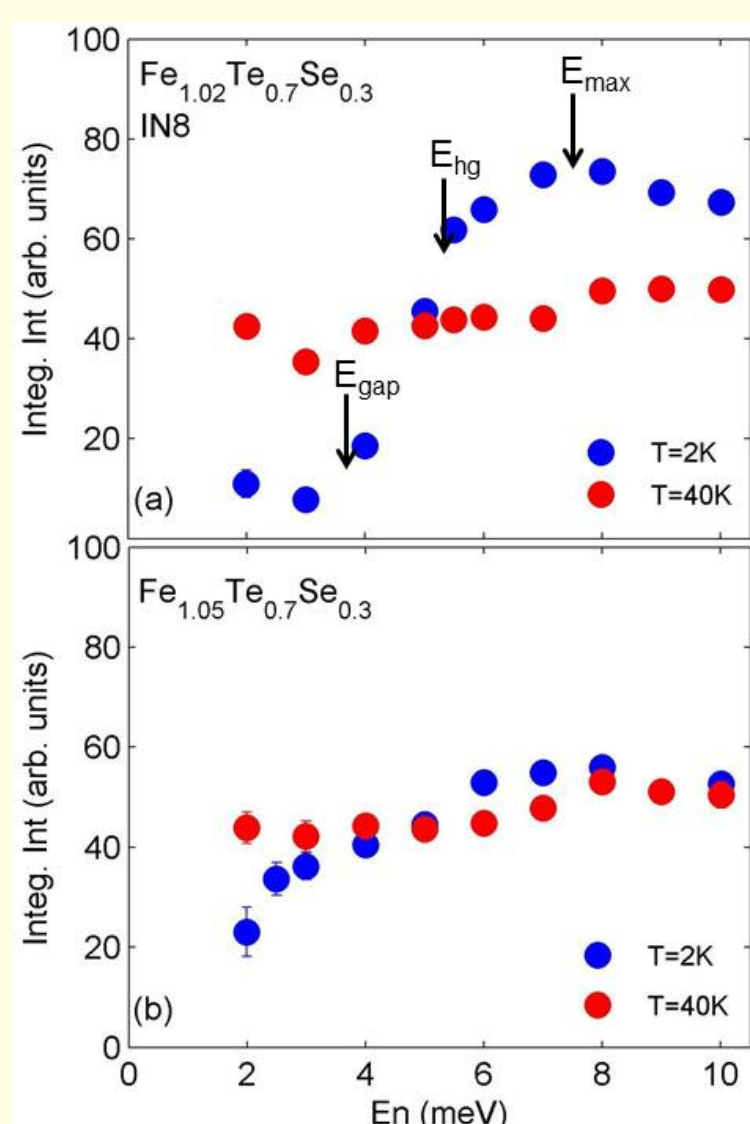 100
Fe1.02Te0.7Se0.3
IN8
Emax
80
Ehg
60
40
Egap
20
T=2K
T=40K
(a)
Integ. Int (arb. units)
100
Fe1.05Te0.7Se0.3
80
60
40
20
T=2K
T=40K
(b)
0
Integ. Int (arb. units)
0 2 4 6 8 10
En (meV)